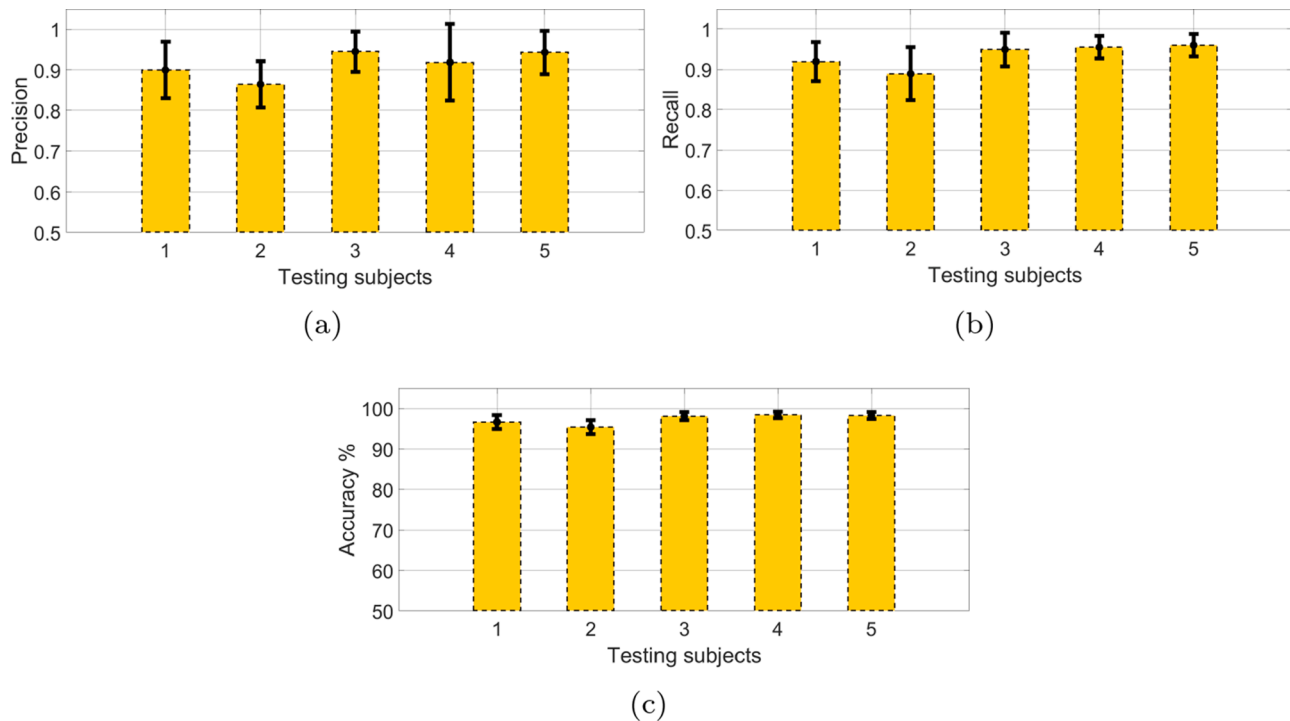 Precision
1
0.9
0.8
0.7
0.6
0.5
1 2 3 4 5
Testing subjects
(a)
Recall
1
0.9
0.8
0.7
0.6
0.5
1 2 3 4 5
Testing subjects
(b)
Accuracy %
100
90
80
70
60
50
1 2 3 4 5
Testing subjects
(c)